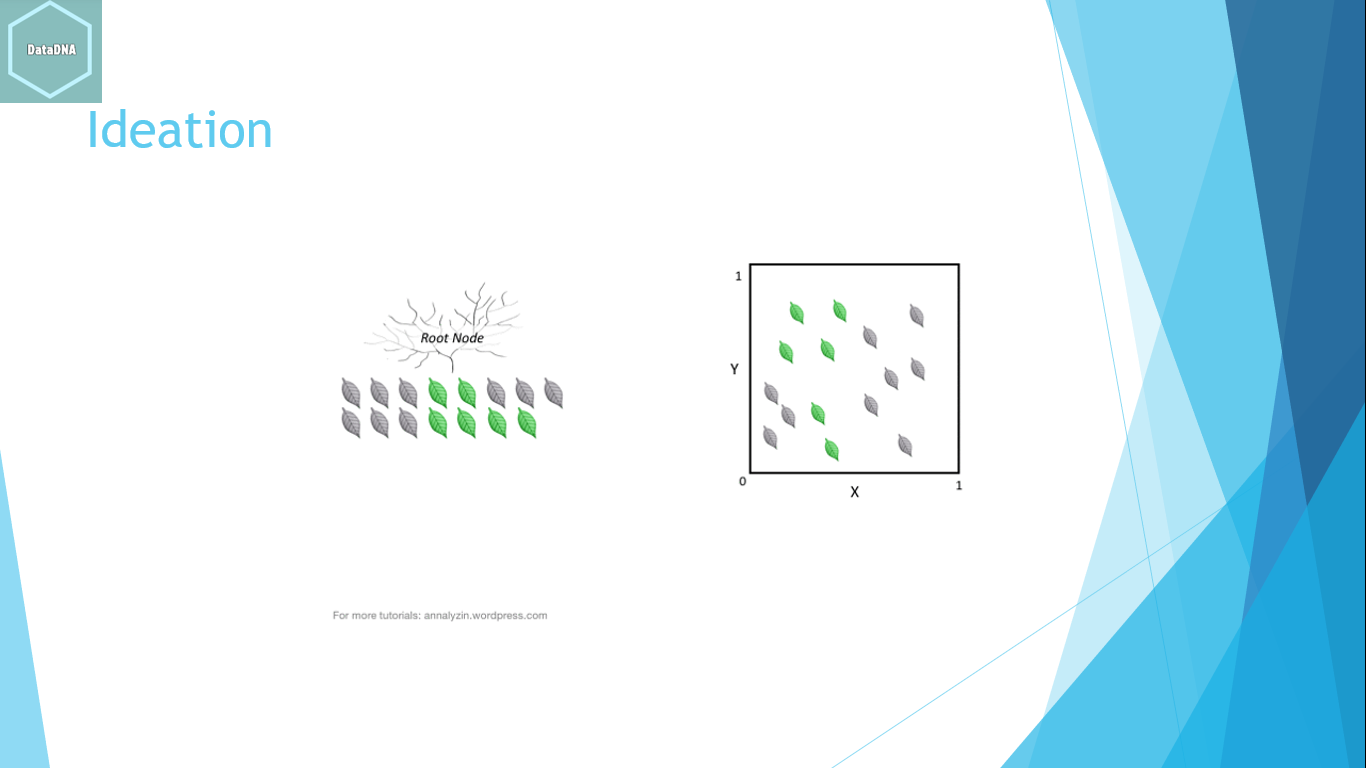 DataDNA
Ideation
Root Node
1
Y
0
1
X
For more tutorials: annalyzin.wordpress.com